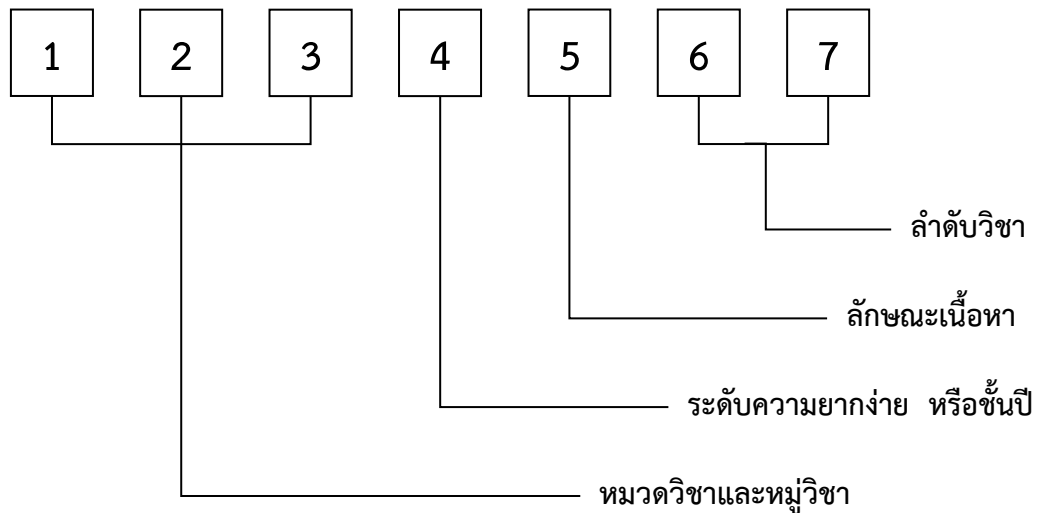 1 2 3 4 5 6 7
ลำดับวิชา
ลักษณะเนื้อหา
ระดับความยากง่าย หรือชั้นปี
หมวดวิชาและหมู่วิชา